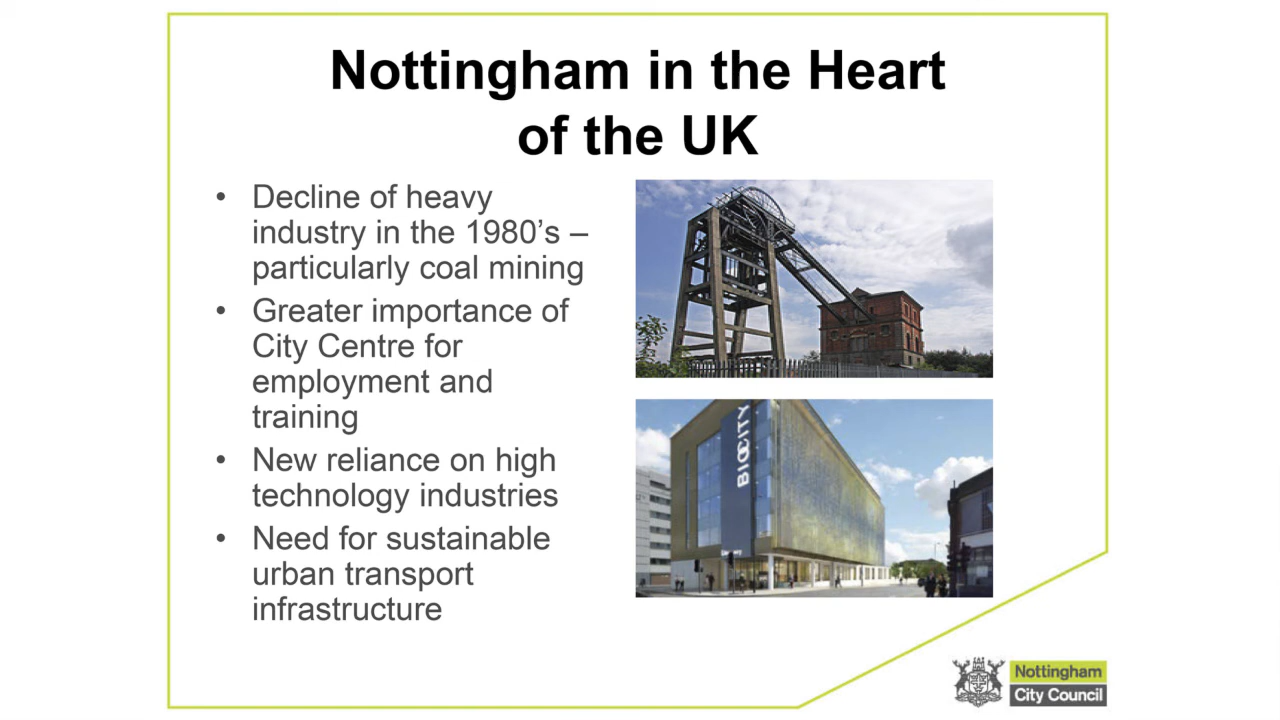 Nottingham in the Heart
of the UK
• Decline of heavy
industry in the 1980’s –
particularly coal mining
• Greater importance of
City Centre for
employment and
training
• New reliance on high
technology industries
• Need for sustainable
urban transport
infrastructure
BIOCITY
Nottingham
City Council